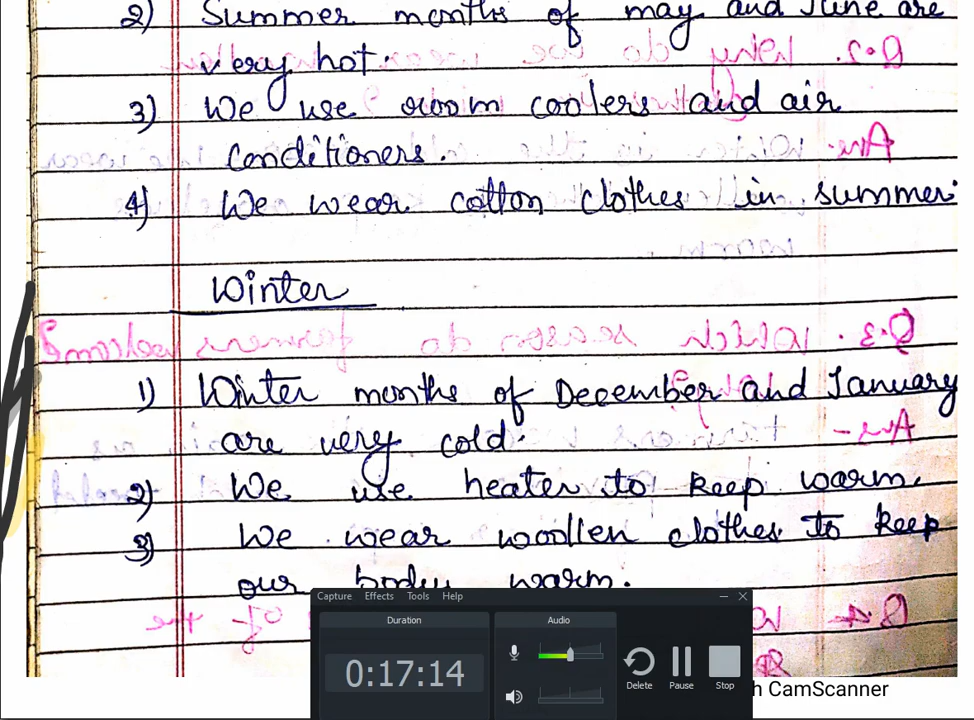 2) Summer months of may and June are
very hot.
3) We use room coolers and air
conditioners.
4) We wear cotton clothes in summer.
Winter
1) Winter months of December and January
are very cold.
2) We use heater to keep warm.
3) We wear woollen clothes to keep
our body warm.
Capture Effects Tools Help
Duration Audio
0:17:14
Delete Pause Stop
h CamScanner